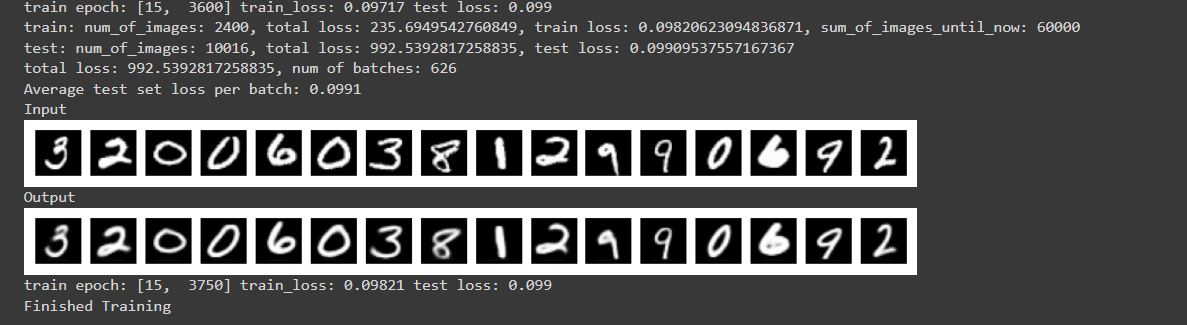 train epoch: [15,  3600] train_loss: 0.09717 test loss: 0.099
train: num_of_images: 2400, total loss: 235.6949542760849, train loss: 0.09820623094836871, sum_of_images_until_now: 60000
test: num_of_images: 10016, total loss: 992.5392817258835, test loss: 0.09909537557167367
total loss: 992.5392817258835, num of batches: 626
Average test set loss per batch: 0.0991
Input
3 2 0 0 6 0 3 8 1 2 9 9 0 6 9 2
Output
3 2 0 0 6 0 3 8 1 2 9 9 0 6 9 2
train epoch: [15,  3750] train_loss: 0.09821 test loss: 0.099
Finished Training